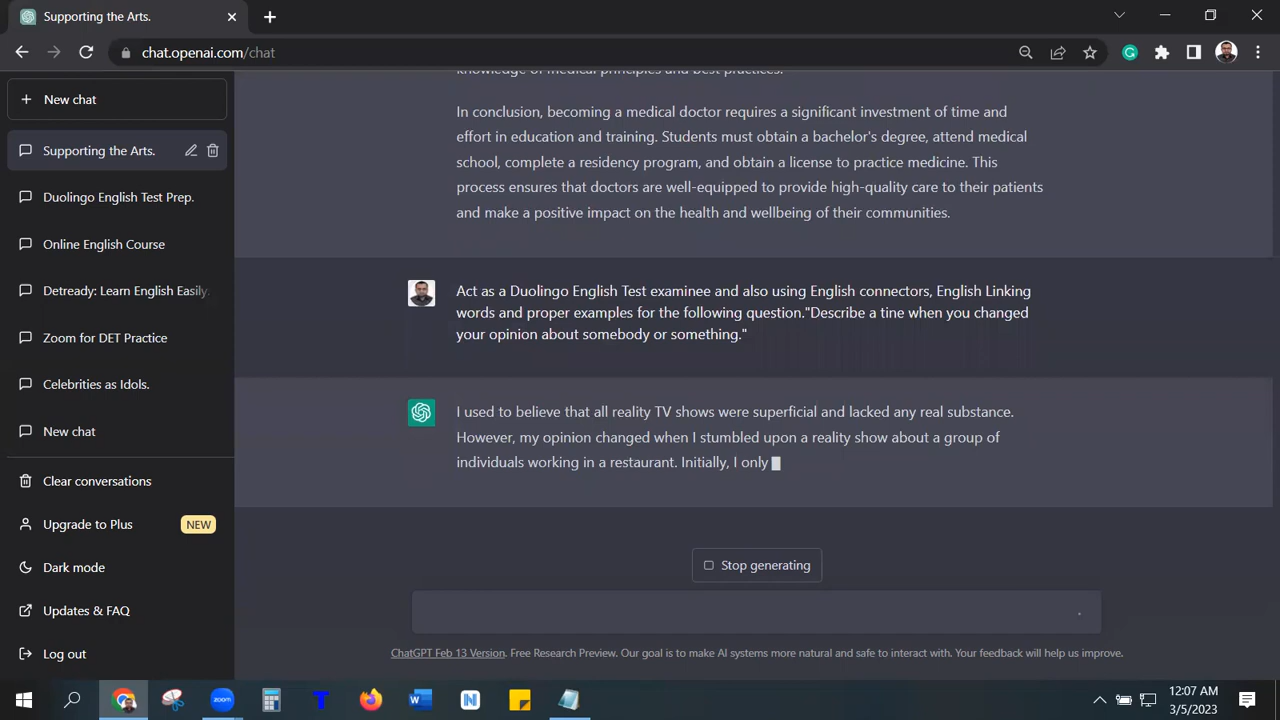 Supporting the Arts.
chat.openai.com/chat
New chat
Supporting the Arts.
Duolingo English Test Prep.
Online English Course
Detready: Learn English Easily.
Zoom for DET Practice
Celebrities as Idols.
New chat
Clear conversations
Upgrade to Plus NEW
Dark mode
Updates & FAQ
Log out
knowledge of medical principles and best practices.
In conclusion, becoming a medical doctor requires a significant investment of time and
effort in education and training. Students must obtain a bachelor's degree, attend medical
school, complete a residency program, and obtain a license to practice medicine. This
process ensures that doctors are well-equipped to provide high-quality care to their patients
and make a positive impact on the health and wellbeing of their communities.
Act as a Duolingo English Test examinee and also using English connectors, English Linking
words and proper examples for the following question."Describe a tine when you changed
your opinion about somebody or something."
I used to believe that all reality TV shows were superficial and lacked any real substance.
However, my opinion changed when I stumbled upon a reality show about a group of
individuals working in a restaurant. Initially, I only
Stop generating
ChatGPT Feb 13 Version. Free Research Preview. Our goal is to make AI systems more natural and safe to interact with. Your feedback will help us improve.
zoom
12:07 AM
3/5/2023